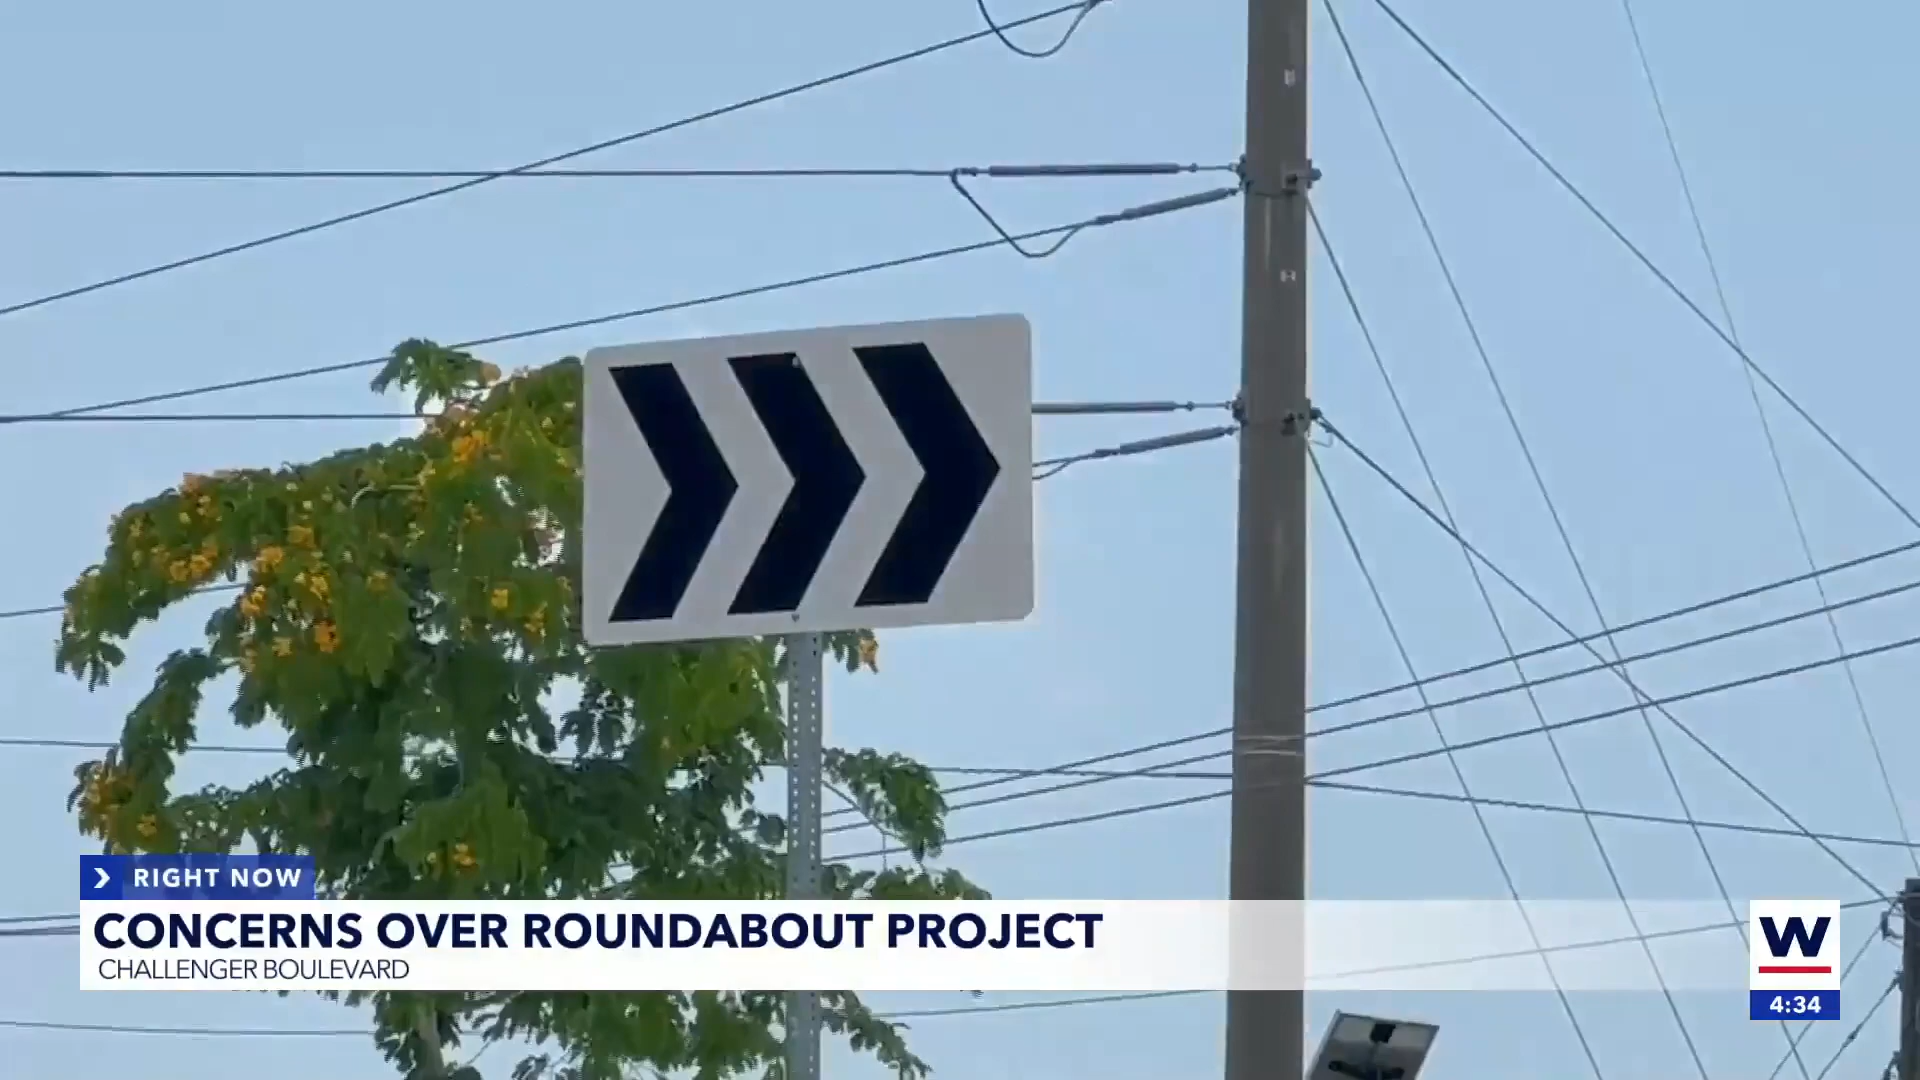 RIGHT NOW
CONCERNS OVER ROUNDABOUT PROJECT
CHALLENGER BOULEVARD
W
4:34